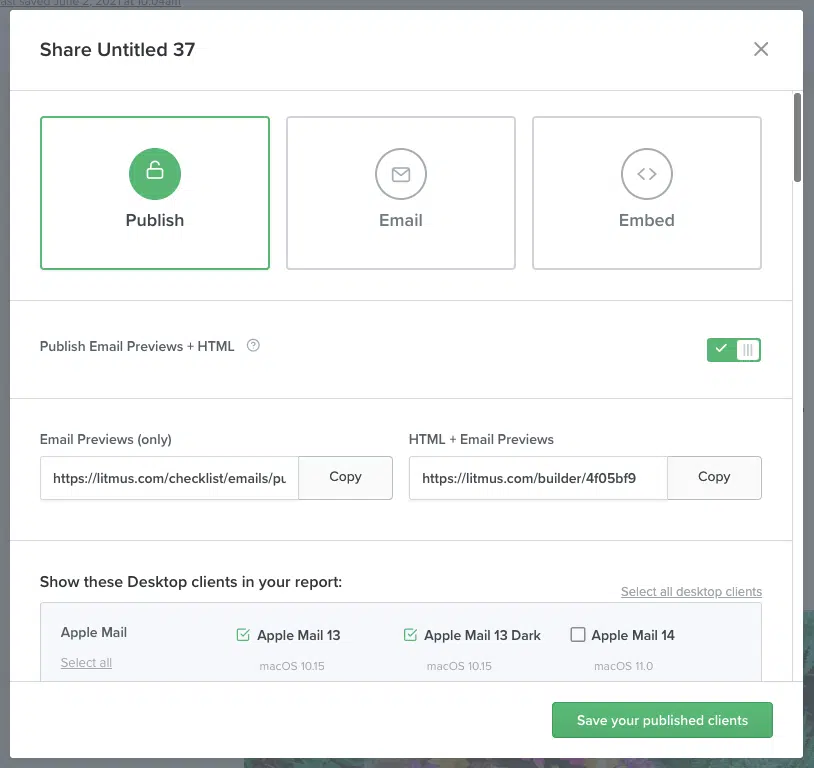 last saved June 2, 2021 at 10:09am
Share Untitled 37
Publish
Email
Embed
Publish Email Previews + HTML
Email Previews (only)
HTML + Email Previews
https://litmus.com/checklist/emails/pu
Copy
https://litmus.com/builder/4f05bf9
Copy
Show these Desktop clients in your report:
Select all desktop clients
Apple Mail
Apple Mail 13
Apple Mail 13 Dark
Apple Mail 14
Select all
macOS 10.15
macOS 10.15
macOS 11.0
Save your published clients